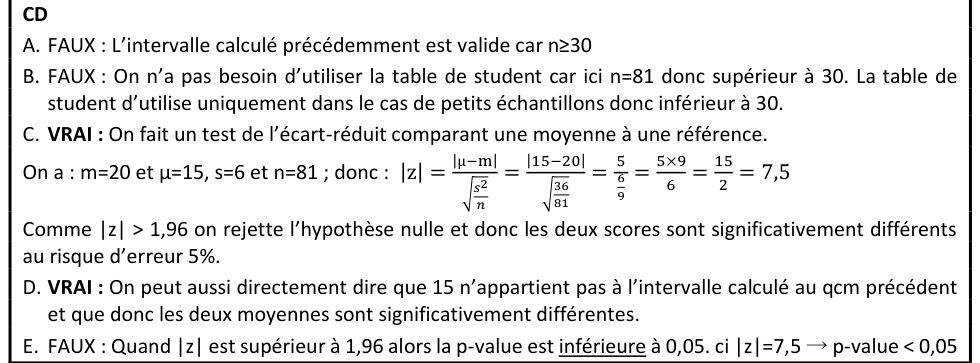 CD
A. FAUX : L’intervalle calculé précédemment est valide car n≥30
B. FAUX : On n’a pas besoin d’utiliser la table de student car ici n=81 donc supérieur à 30. La table de
student d’utilise uniquement dans le cas de petits échantillons donc inférieur à 30.
C. VRAI : On fait un test de l’écart-réduit comparant une moyenne à une référence.
On a : m=20 et μ=15, s=6 et n=81 ; donc : |z| = |μ−m| / √(s²/n) = |15−20| / √(36/81) = 5 / (6/9) = 5×9 / 6 = 15/2 = 7,5
Comme |z| > 1,96 on rejette l’hypothèse nulle et donc les deux scores sont significativement différents
au risque d’erreur 5%.
D. VRAI : On peut aussi directement dire que 15 n’appartient pas à l’intervalle calculé au qcm précédent
et que donc les deux moyennes sont significativement différentes.
E. FAUX : Quand |z| est supérieur à 1,96 alors la p-value est inférieure à 0,05. ci |z|=7,5 → p-value < 0,05